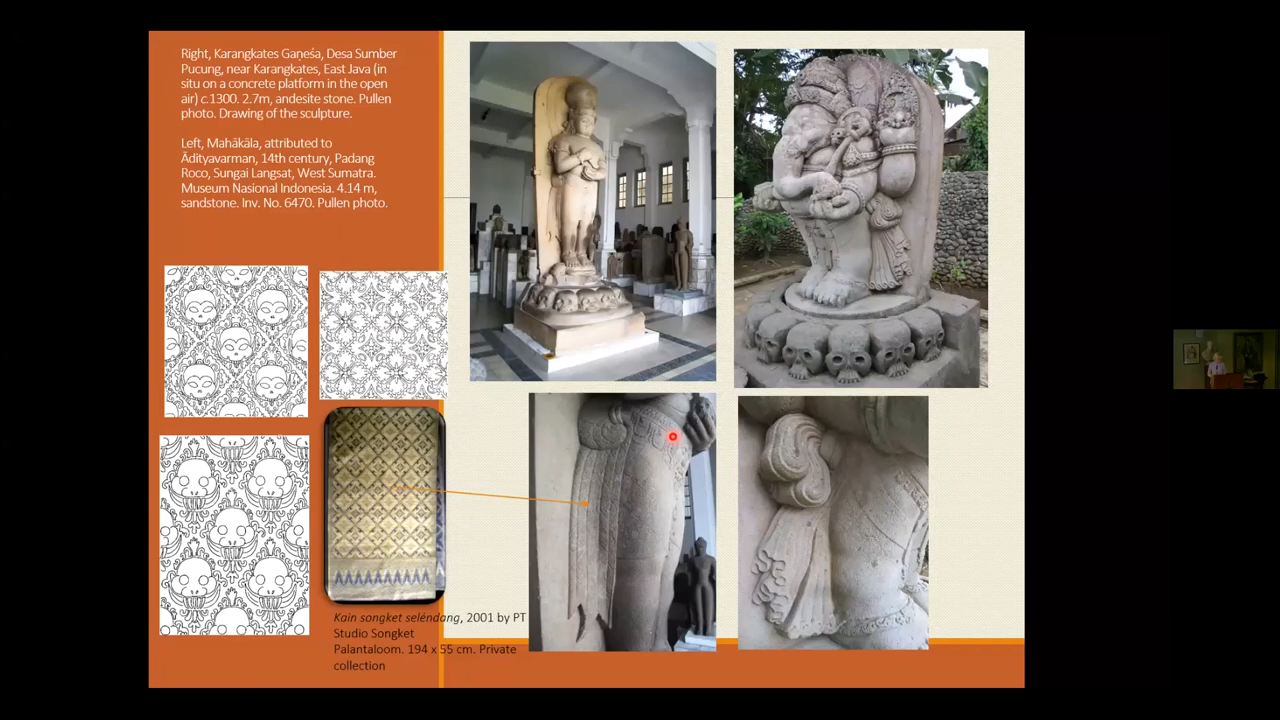 Right, Karangkates Gaṇeśa, Desa Sumber
Pucung, near Karangkates, East Java (in
situ on a concrete platform in the open
air) c.1300. 2.7m, andesite stone. Pullen
photo. Drawing of the sculpture.
Left, Mahākāla, attributed to
Ādityavarman, 14th century, Padang
Roco, Sungai Langsat, West Sumatra.
Museum Nasional Indonesia. 4.14 m,
sandstone. Inv. No. 6470. Pullen photo.
Kain songket seléndang, 2001 by PT
Studio Songket
Palantaloom. 194 x 55 cm. Private
collection